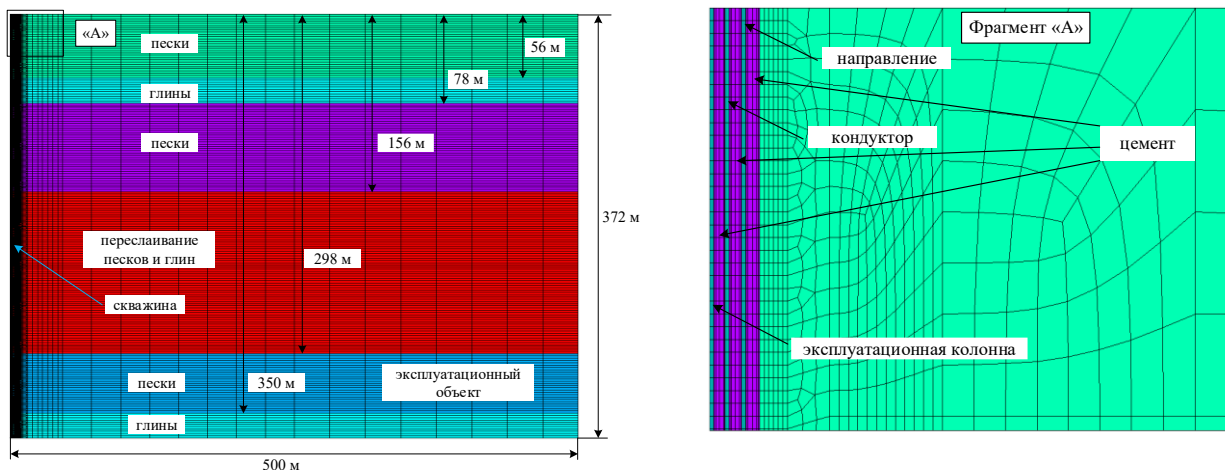 «А»
пески
56 м
78 м
глины
пески
156 м
372 м
переслаивание
песков и глин
298 м
скважина
пески
350 м
эксплуатационный
объект
глины
500 м
Фрагмент «А»
направление
кондуктор
цемент
эксплуатационная колонна